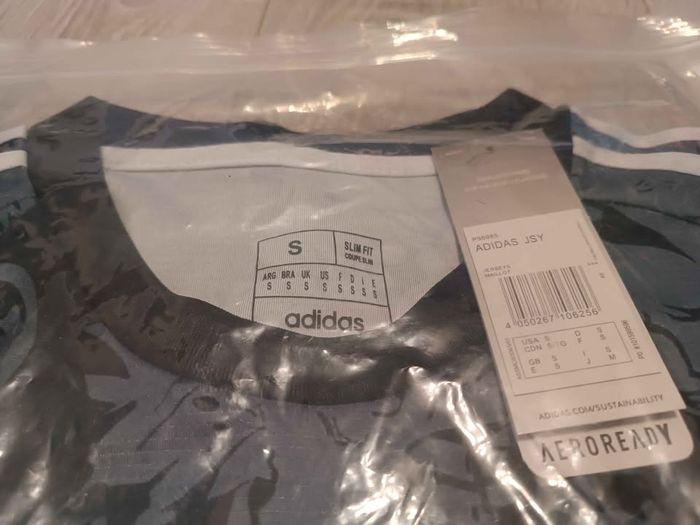 S
SLIM FIT
COUPE SLIM
ARG BRA UK US F D I E
S S S S S S S S
adidas
ADIDAS JSY
JERSEYS
MAILLOT
4 050267 106256
USA S D S
CDN S/G F S
GB S I S
E S J M
ADIDAS.COM/SUSTAINABILITY
AEROREADY